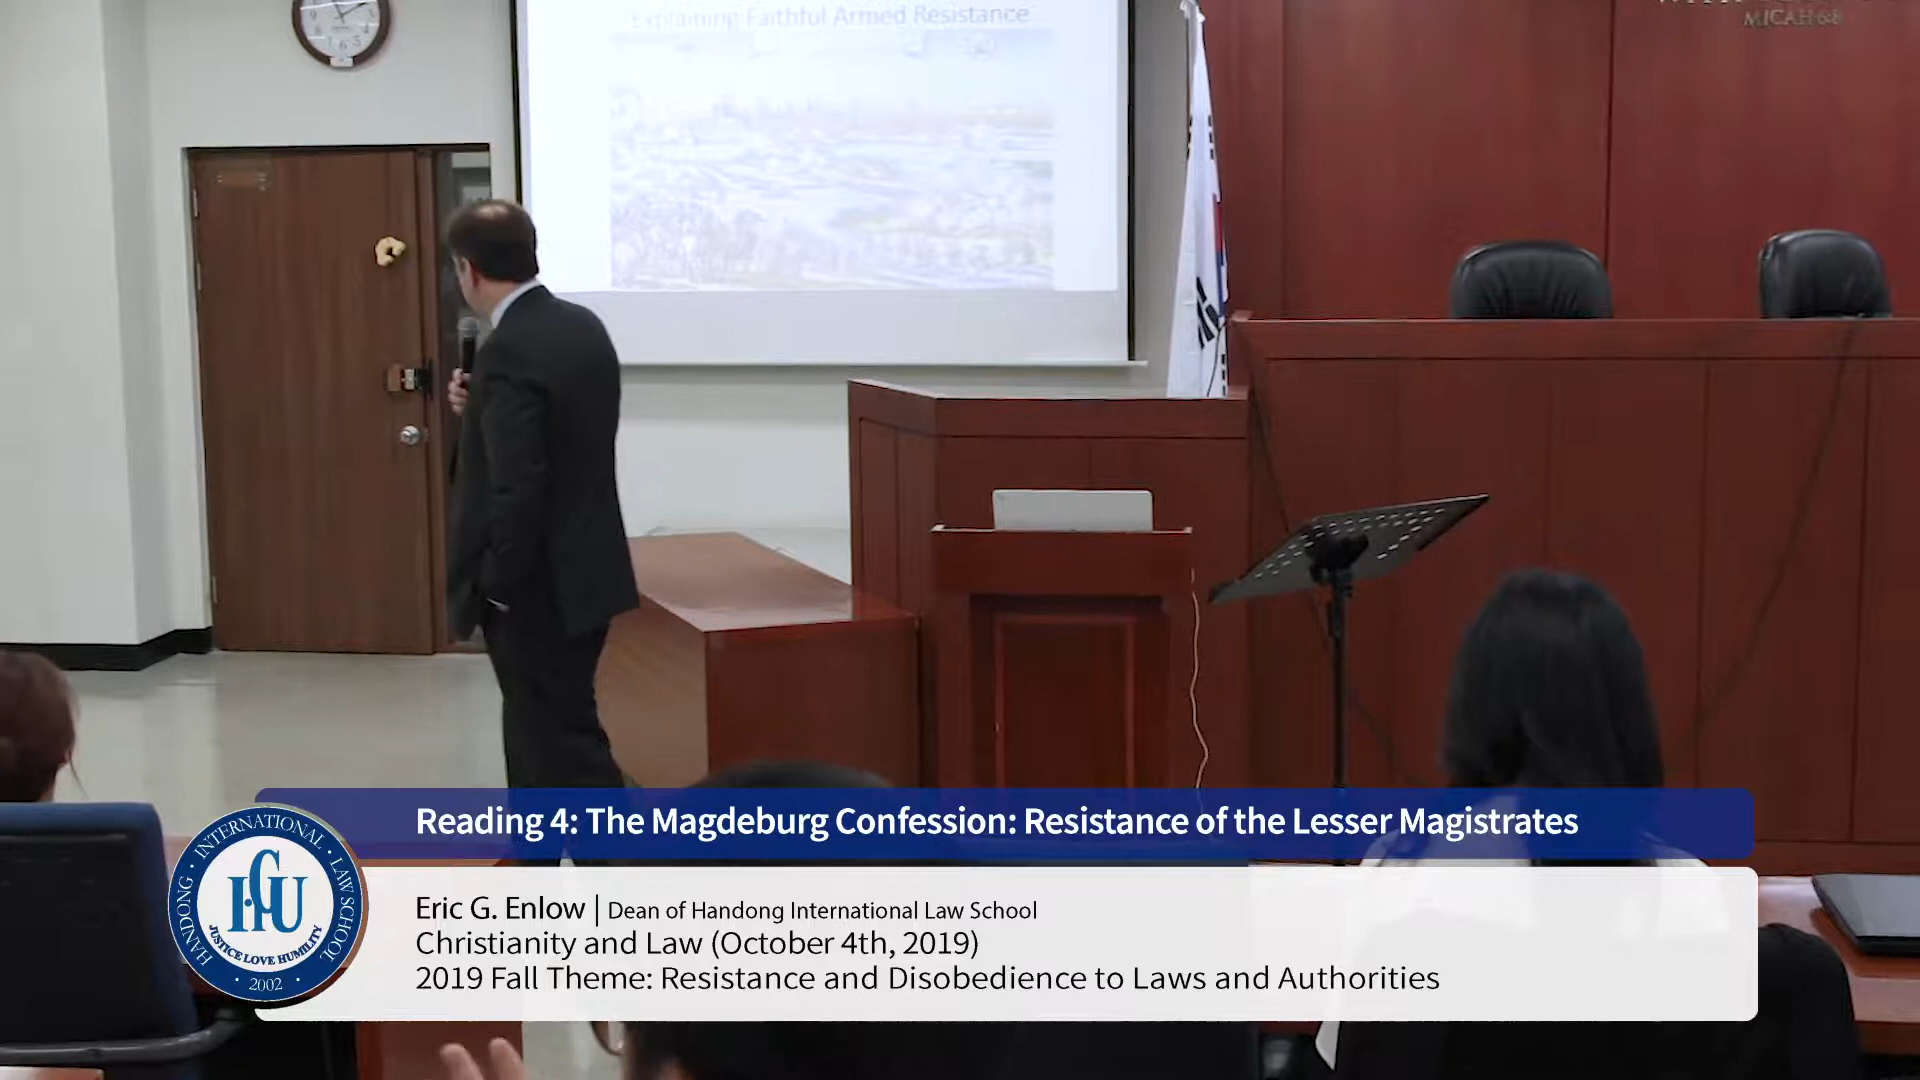 Explaining Faithful Armed Resistance
MICAH 6:8
Reading 4: The Magdeburg Confession: Resistance of the Lesser Magistrates
HANDONG · INTERNATIONAL · LAW SCHOOL
HGU
JUSTICE LOVE HUMILITY
· 2002 ·
Eric G. Enlow | Dean of Handong International Law School
Christianity and Law (October 4th, 2019)
2019 Fall Theme: Resistance and Disobedience to Laws and Authorities